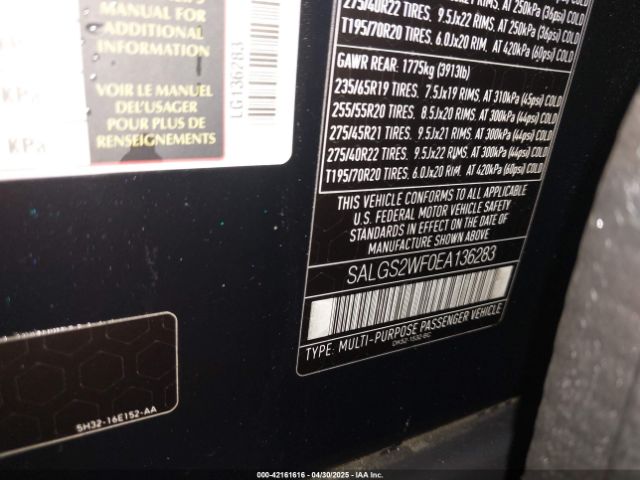 MANUAL FOR
ADDITIONAL
INFORMATION
VOIR LE MANUEL
DEL'USAGER
POUR PLUS DE
RENSEIGNEMENTS
KPa
LG136283
275/40R22 TIRES. 9.5Jx22 RIMS. AT 250kPa (36psi) COLD
T195/70R20 TIRES. 6.0Jx20 RIM. AT 420kPa (60psi) COLD
GAWR REAR: 1775kg (3913lb)
235/65R19 TIRES. 7.5Jx19 RIMS. AT 310kPa (45psi) COLD
255/55R20 TIRES. 8.5Jx20 RIMS. AT 300kPa (44psi) COLD
275/45R21 TIRES. 9.5Jx21 RIMS. AT 300kPa (44psi) COLD
275/40R22 TIRES. 9.5Jx22 RIMS. AT 300kPa (44psi) COLD
T195/70R20 TIRES. 6.0Jx20 RIM. AT 420kPa (60psi) COLD
THIS VEHICLE CONFORMS TO ALL APPLICABLE
U.S. FEDERAL MOTOR VEHICLE SAFETY
STANDARDS IN EFFECT ON THE DATE OF
MANUFACTURE SHOWN ABOVE
SALGS2WF0EA136283
TYPE: MULTI-PURPOSE PASSENGER VEHICLE
5H32-16E152-AA
000-42161616 - 04/30/2025 - IAA Inc.